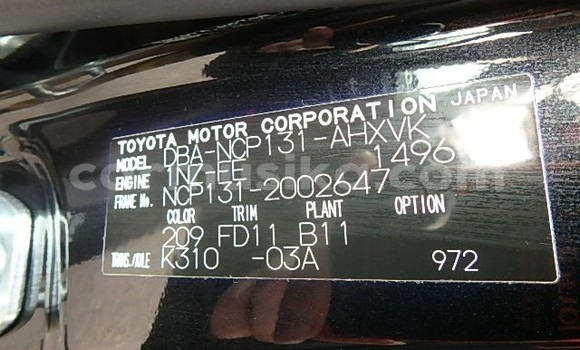 TOYOTA MOTOR CORPORATION JAPAN
MODEL DBA-NCP131-AHXVK
ENGINE 1NZ-FE 1496
FRAME No. NCP131-2002647
COLOR TRIM PLANT OPTION
209 FD11 B11
TRANS./AXLE K310 -03A 972